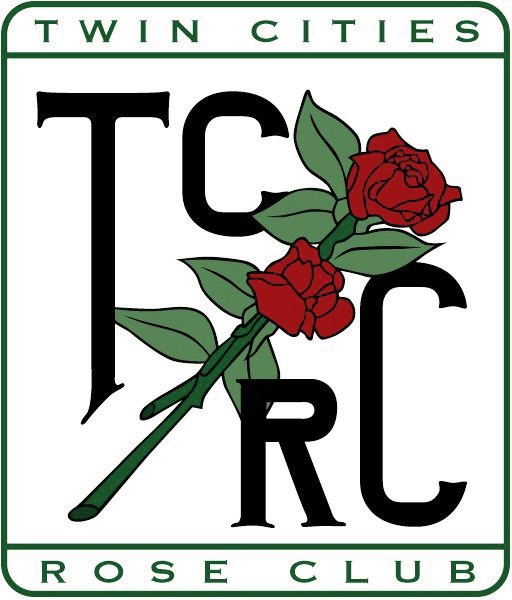 TWIN CITIES
TC
RC
ROSE CLUB